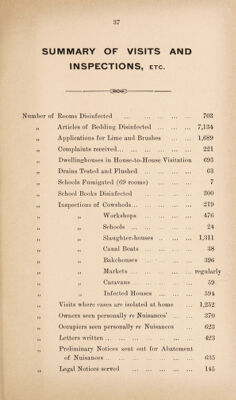 37
SUMMARY OF VISITS AND
INSPECTIONS, ETC.
Number of Rooms Disinfected ... ... ... ... ... 703
„ Articles of Bedding Disinfected ... ... ... 7,134
„ Applications for Lime and Brushes ... ... 1,689
„ Complaints received... ... ... ... ... 221
„ Dwellinghouses in House-to-House Visitation 693
„ Drains Tested and Flushed ... ... ... 63
„ Schools Fumigated (69 rooms) ... ... 7
„ School Books Disinfected ... ... ... 300
„ Inspections of Cowsheds... ... ... ... 219
„ „ Workshops ... ... ... 476
„ „ Schools ... ... ... ... 24
„ „ Slaughter-houses ... ... ... 1,311
„ „ Canal Boats ... ... ... 38
„ „ Bakehouses ... ... ... 396
„ „ Markets ... ... ... ... regularly
„ „ Caravans ... ... ... ... 59
„ „ Infected Houses ... ... ... 594
„ Visits where cases are isolated at home ... 1,252
„ Owners seen personally re Nuisances' ... 370
„ Occupiers seen personally re Nuisances ... 623
„ Letters written ... ... ... ... ... 423
„ Preliminary Notices sent out for Abatement
of Nuisances ... ... ... ... ... 635
„ Legal Notices served ... ... ... ... 145